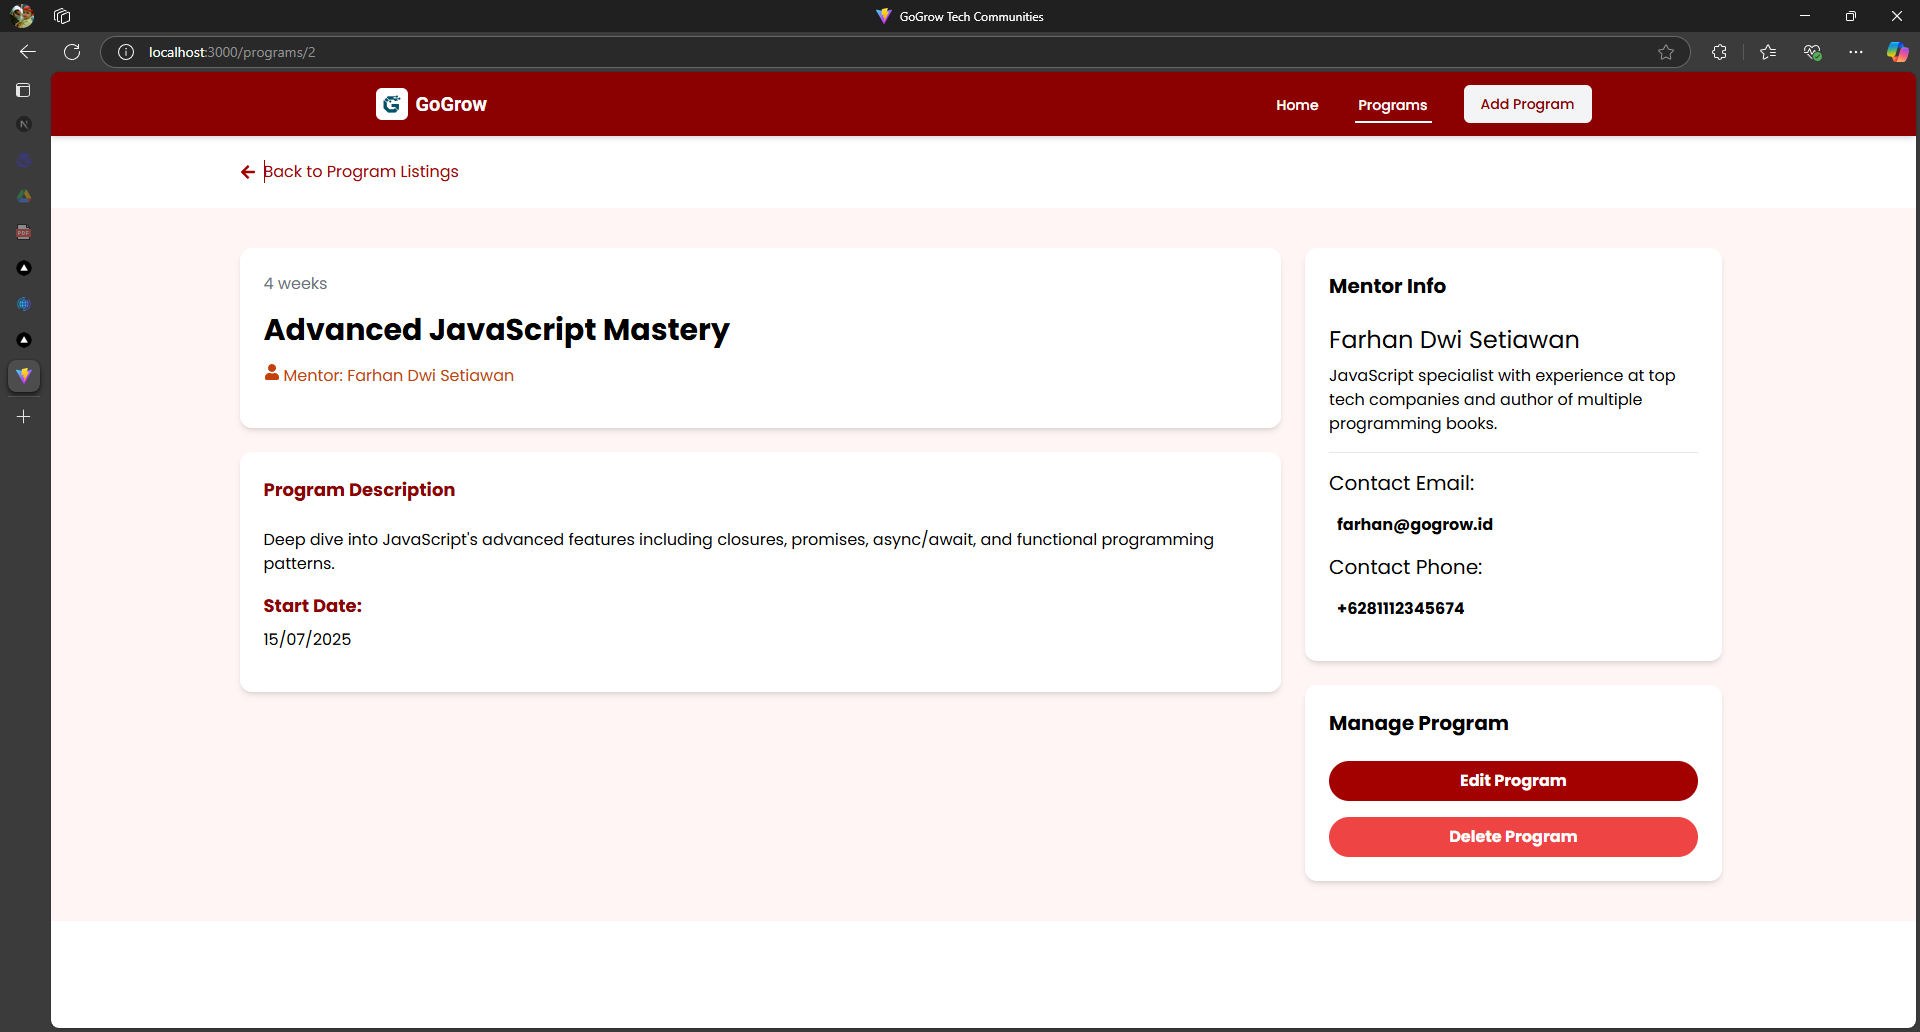 GoGrow Tech Communities
localhost:3000/programs/2
GoGrow
Home
Programs
Add Program
Back to Program Listings
4 weeks
Advanced JavaScript Mastery
Mentor: Farhan Dwi Setiawan
Program Description
Deep dive into JavaScript's advanced features including closures, promises, async/await, and functional programming
patterns.
Start Date:
15/07/2025
Mentor Info
Farhan Dwi Setiawan
JavaScript specialist with experience at top
tech companies and author of multiple
programming books.
Contact Email:
farhan@gogrow.id
Contact Phone:
+6281112345674
Manage Program
Edit Program
Delete Program